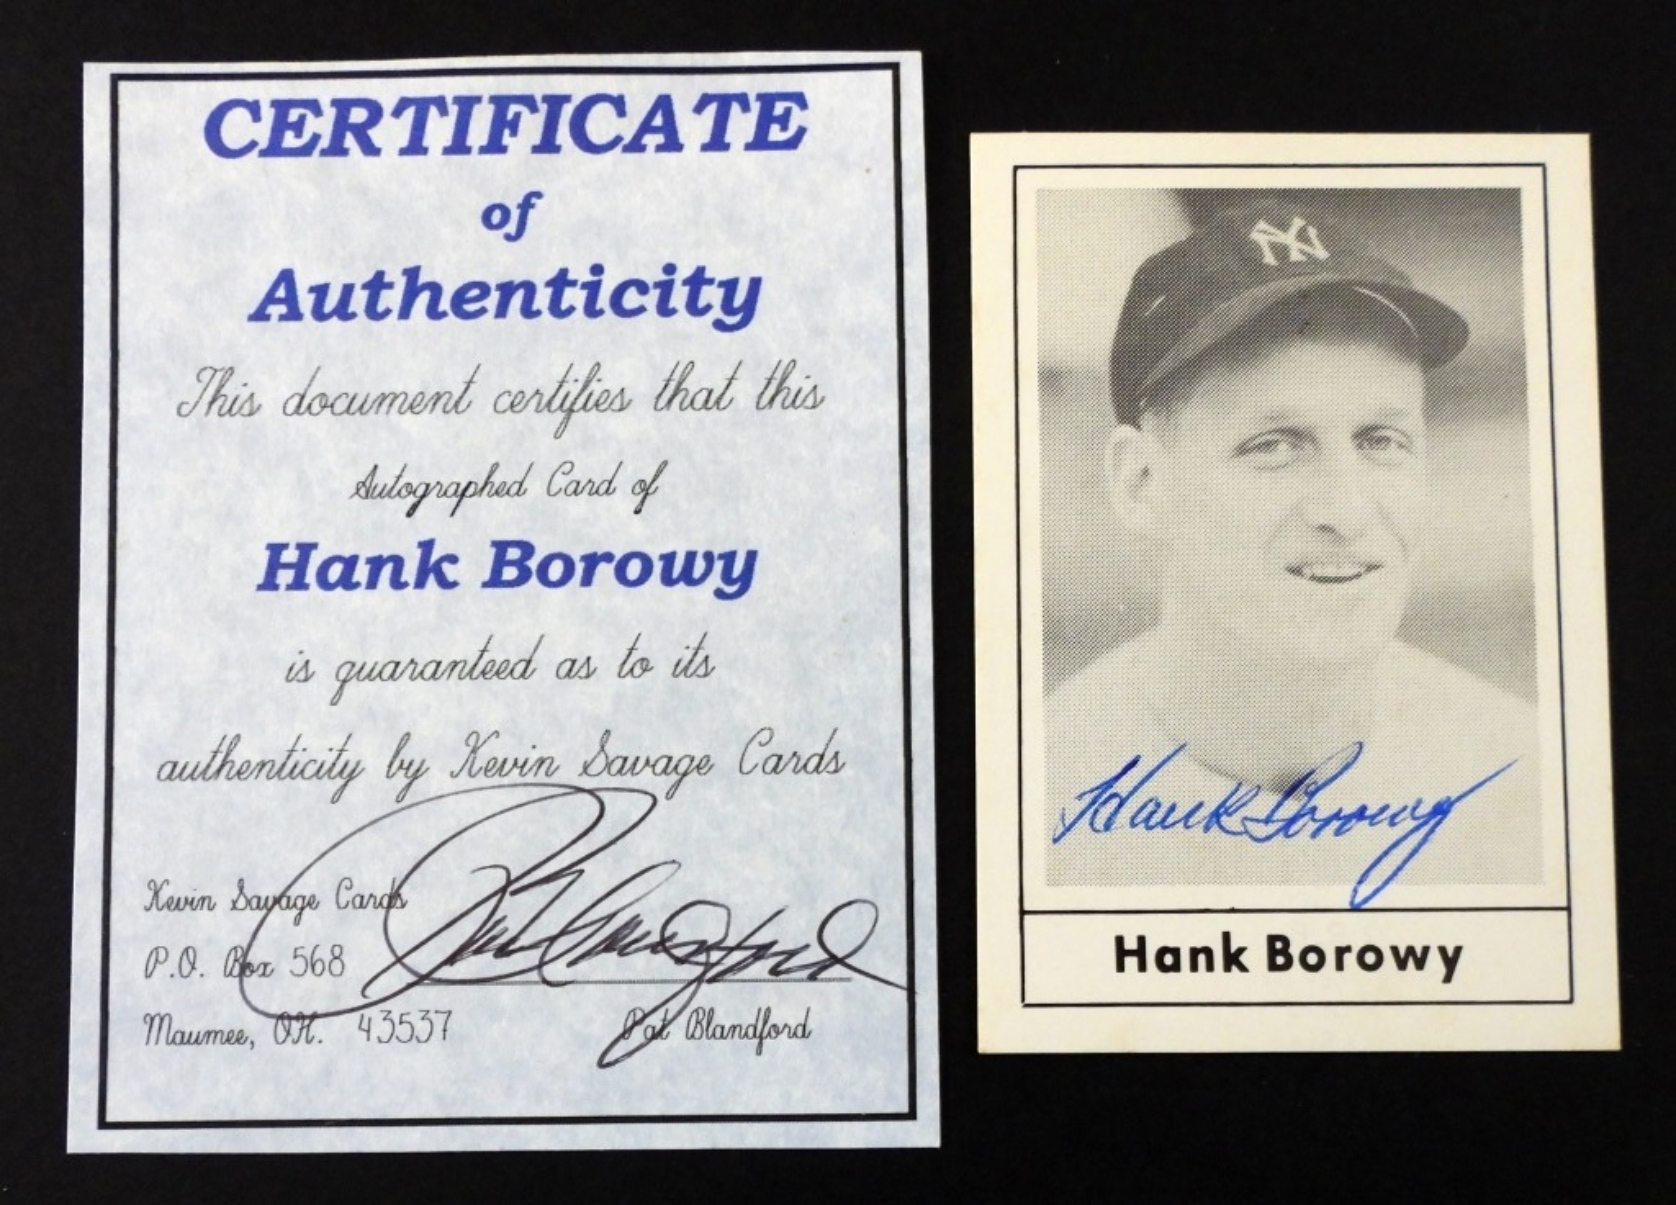 CERTIFICATE
of
Authenticity
This document certifies that this
Autographed Card of
Hank Borowy
is guaranteed as to its
authenticity by Kevin Savage Cards
Kevin Savage Cards
P.O. Box 568
Maumee, OH. 43537
Pat Blandford
Pat Blandford
NY
Hank Borowy
Hank Borowy